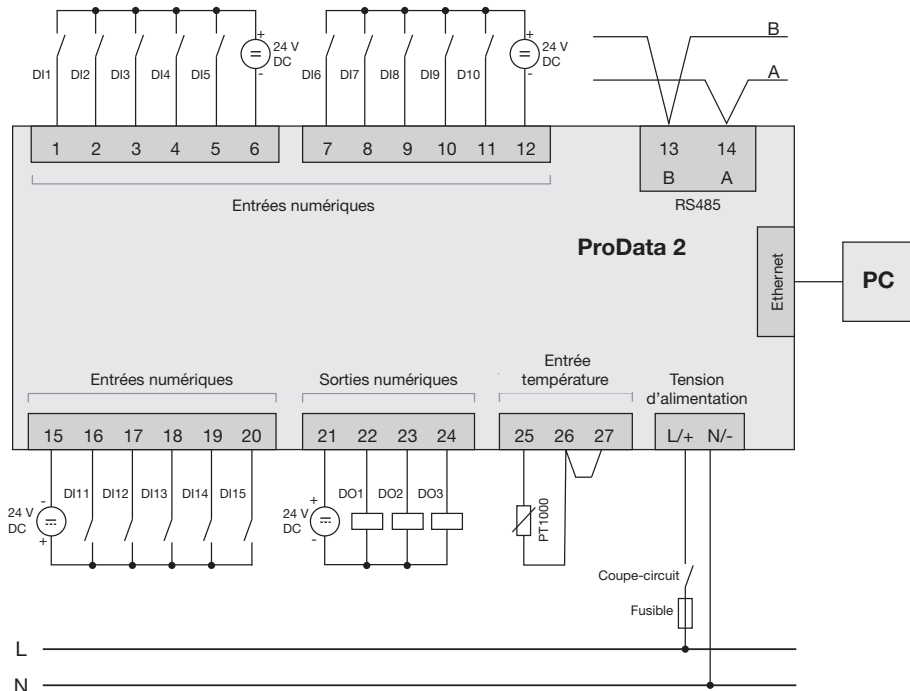 B
A
+
24 V
DC
-
DI1 DI2 DI3 DI4 DI5
+
24 V
DC
-
DI6 DI7 DI8 DI9 D10
1 2 3 4 5 6
7 8 9 10 11 12
13 14
B A
Entrées numériques
RS485
ProData 2
Ethernet
PC
Entrées numériques
Sorties numériques
Entrée
température
Tension
d'alimentation
15 16 17 18 19 20
21 22 23 24
25 26 27
L/+ N/-
-
24 V
DC
+
DI11 DI12 DI13 DI14 DI15
+
24 V
DC
-
DO1 DO2 DO3
PT1000
Coupe-circuit
Fusible
L
N